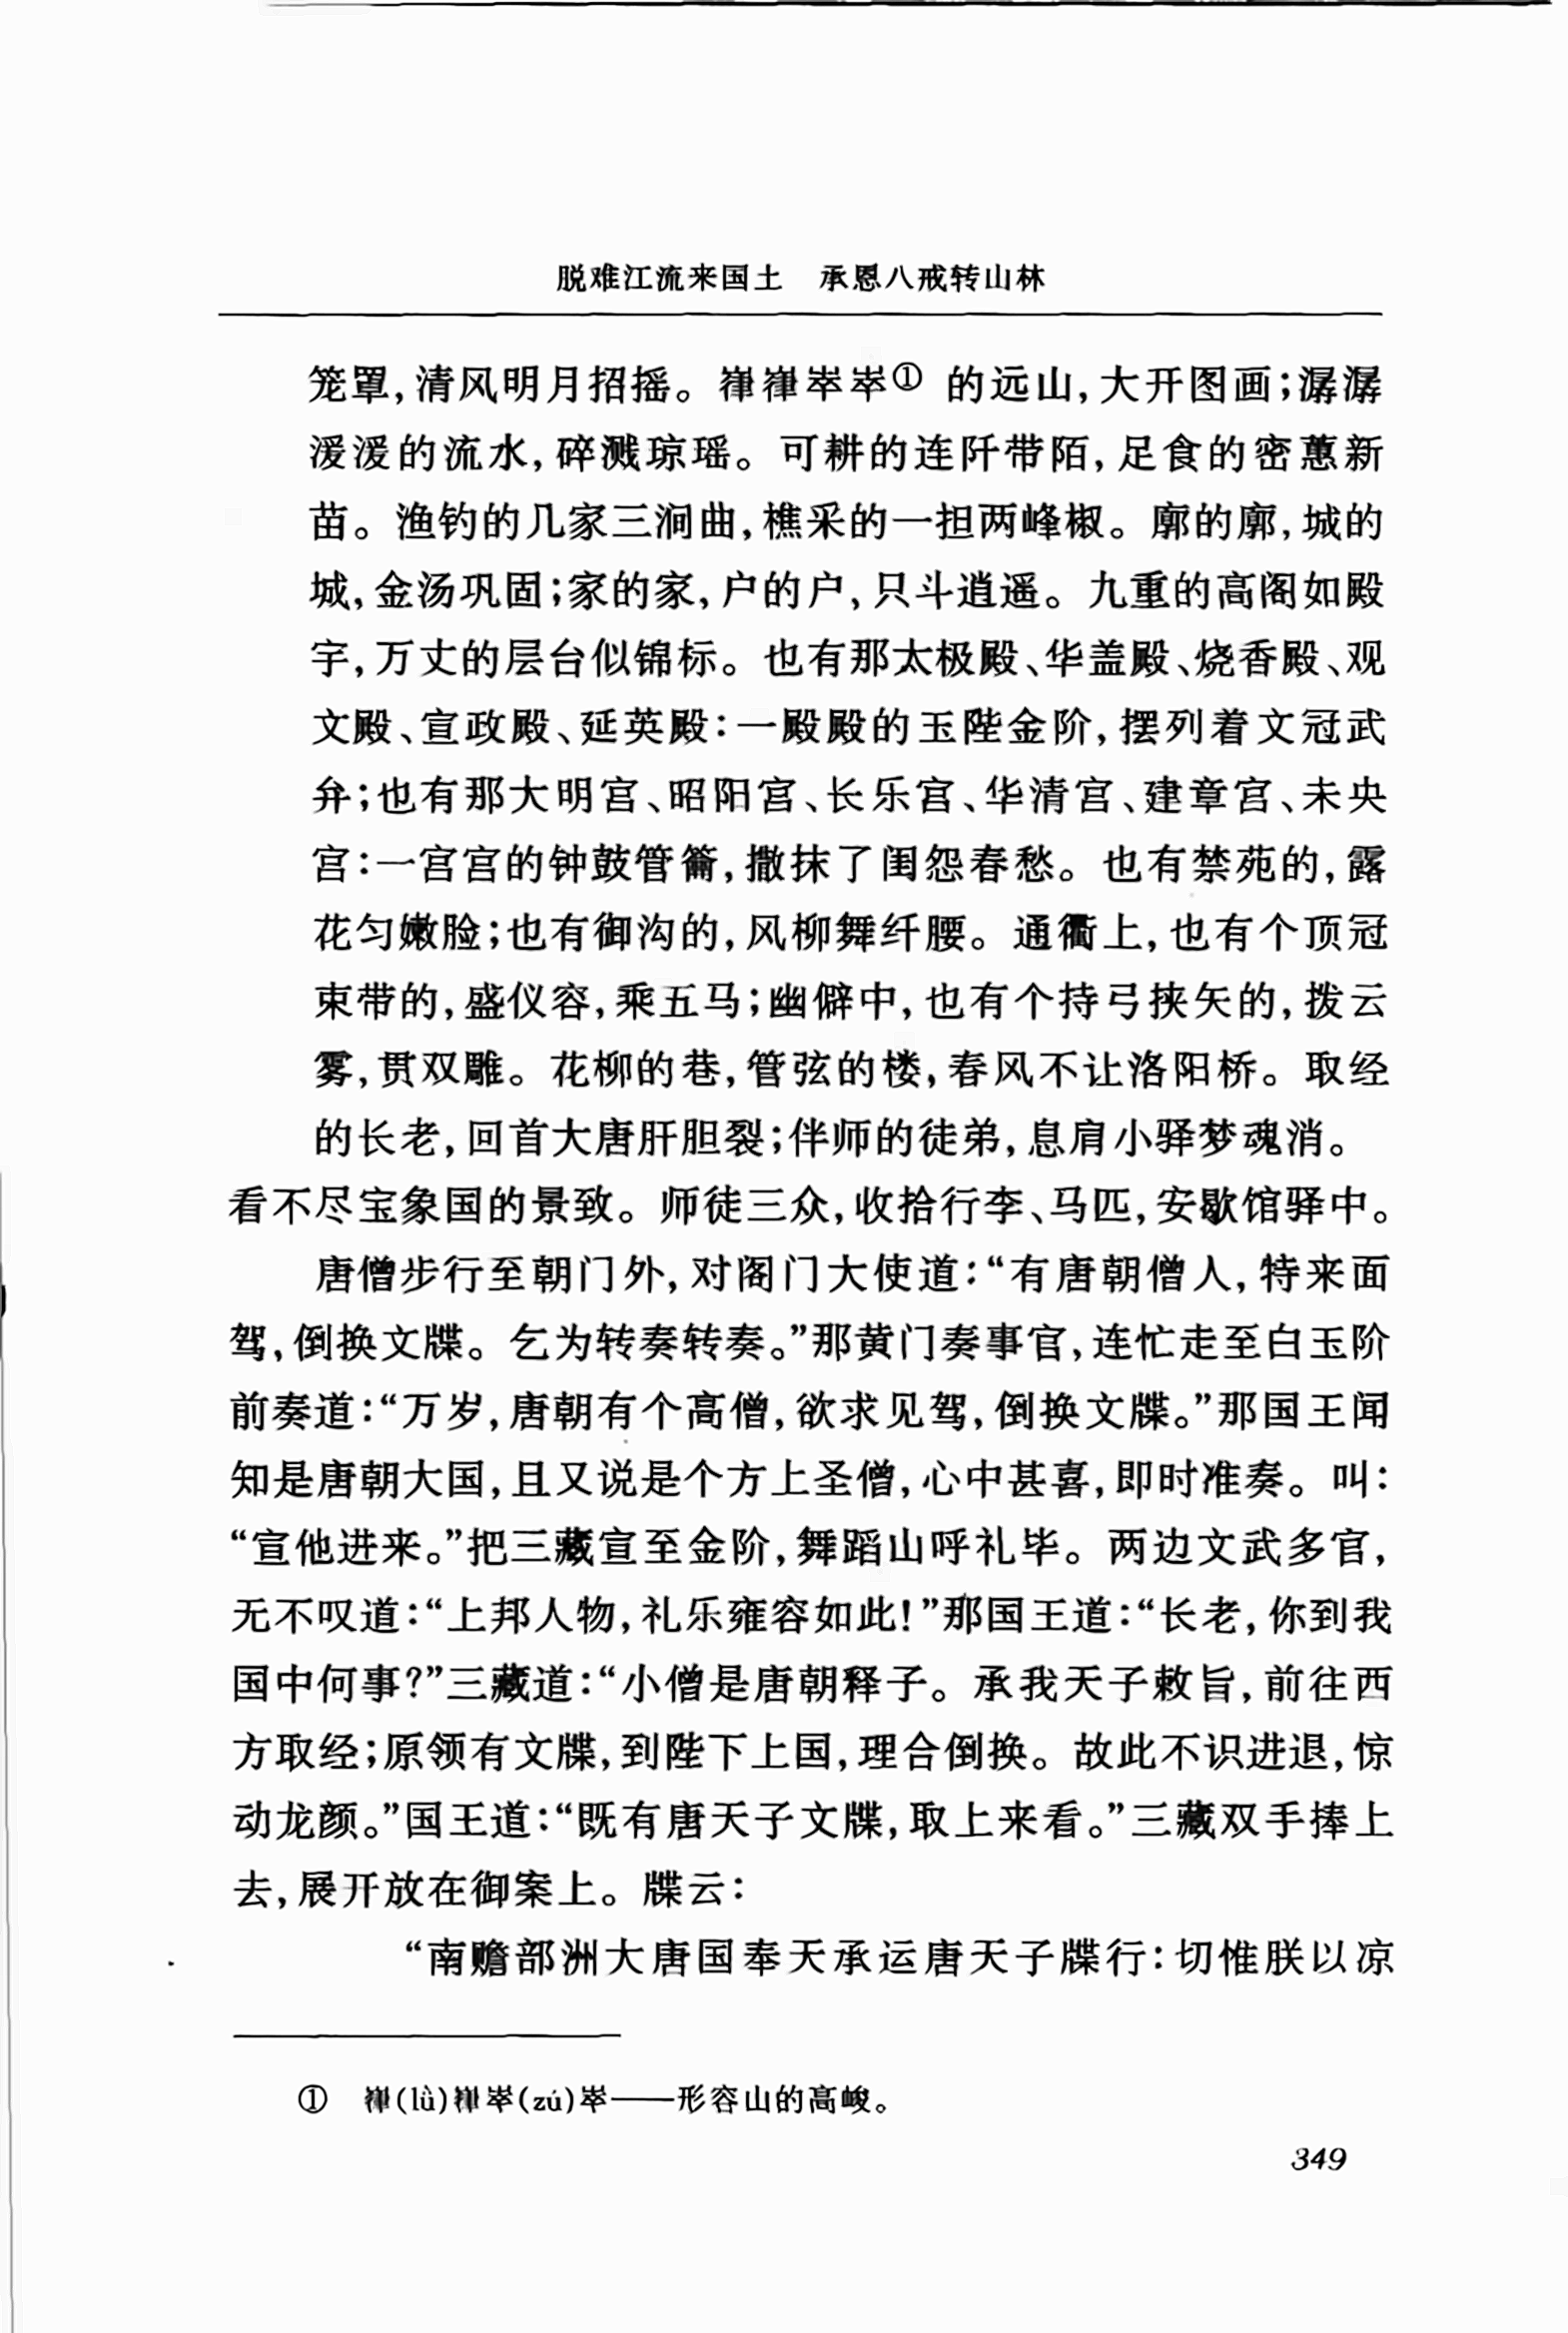 脱难江流来国土　承恩八戒转山林
笼罩,清风明月招摇。嵂嵂崒崒① 的远山,大开图画;潺潺
湲湲的流水,碎溅琼瑶。可耕的连阡带陌,足食的密蕙新
苗。渔钓的几家三涧曲,樵采的一担两峰椒。廓的廓,城的
城,金汤巩固;家的家,户的户,只斗逍遥。九重的高阁如殿
宇,万丈的层台似锦标。也有那太极殿、华盖殿、烧香殿、观
文殿、宣政殿、延英殿:一殿殿的玉陛金阶,摆列着文冠武
弁;也有那大明宫、昭阳宫、长乐宫、华清宫、建章宫、未央
宫:一宫宫的钟鼓管籥,撒抹了闺怨春愁。也有禁苑的,露
花匀嫩脸;也有御沟的,风柳舞纤腰。通衢上,也有个顶冠
束带的,盛仪容,乘五马;幽僻中,也有个持弓挟矢的,拨云
雾,贯双雕。花柳的巷,管弦的楼,春风不让洛阳桥。取经
的长老,回首大唐肝胆裂;伴师的徒弟,息肩小驿梦魂消。
看不尽宝象国的景致。师徒三众,收拾行李、马匹,安歇馆驿中。
唐僧步行至朝门外,对阁门大使道:“有唐朝僧人,特来面
驾,倒换文牒。乞为转奏转奏。”那黄门奏事官,连忙走至白玉阶
前奏道:“万岁,唐朝有个高僧,欲求见驾,倒换文牒。”那国王闻
知是唐朝大国,且又说是个方上圣僧,心中甚喜,即时准奏。叫:
“宣他进来。”把三藏宣至金阶,舞蹈山呼礼毕。两边文武多官,
无不叹道:“上邦人物,礼乐雍容如此!”那国王道:“长老,你到我
国中何事?”三藏道:“小僧是唐朝释子。承我天子敕旨,前往西
方取经;原领有文牒,到陛下上国,理合倒换。故此不识进退,惊
动龙颜。”国王道:“既有唐天子文牒,取上来看。”三藏双手捧上
去,展开放在御案上。牒云:
“南赡部洲大唐国奉天承运唐天子牒行:切惟朕以凉
①　嵂(lǜ)嵂崒(zú)崒——形容山的高峻。
349